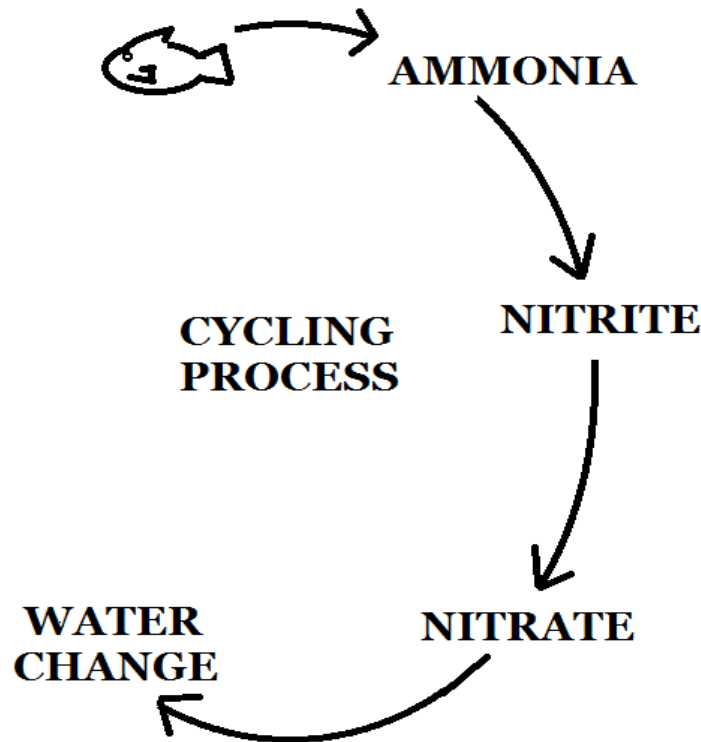 AMMONIA
NITRITE
CYCLING
PROCESS
NITRATE
WATER
CHANGE